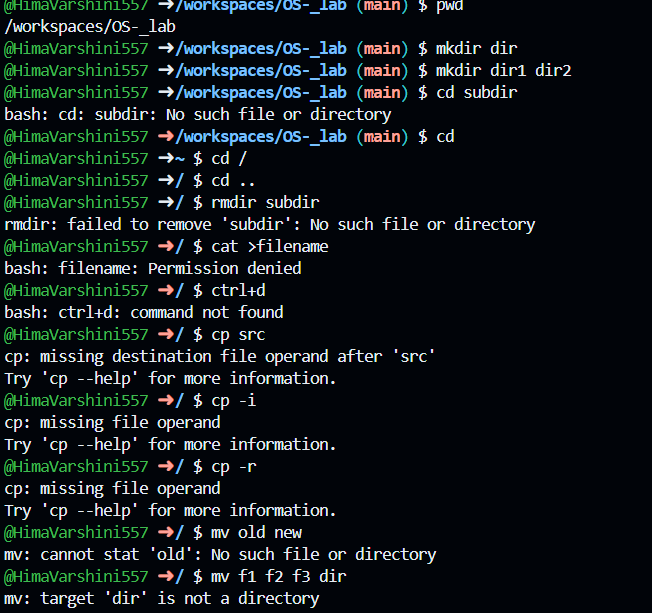 @HimaVarshini557 ➜/workspaces/OS-_lab (main) $ pwd
/workspaces/OS-_lab
@HimaVarshini557 ➜/workspaces/OS-_lab (main) $ mkdir dir
@HimaVarshini557 ➜/workspaces/OS-_lab (main) $ mkdir dir1 dir2
@HimaVarshini557 ➜/workspaces/OS-_lab (main) $ cd subdir
bash: cd: subdir: No such file or directory
@HimaVarshini557 ➜/workspaces/OS-_lab (main) $ cd
@HimaVarshini557 ➜~ $ cd /
@HimaVarshini557 ➜/ $ cd ..
@HimaVarshini557 ➜/ $ rmdir subdir
rmdir: failed to remove 'subdir': No such file or directory
@HimaVarshini557 ➜/ $ cat >filename
bash: filename: Permission denied
@HimaVarshini557 ➜/ $ ctrl+d
bash: ctrl+d: command not found
@HimaVarshini557 ➜/ $ cp src
cp: missing destination file operand after 'src'
Try 'cp --help' for more information.
@HimaVarshini557 ➜/ $ cp -i
cp: missing file operand
Try 'cp --help' for more information.
@HimaVarshini557 ➜/ $ cp -r
cp: missing file operand
Try 'cp --help' for more information.
@HimaVarshini557 ➜/ $ mv old new
mv: cannot stat 'old': No such file or directory
@HimaVarshini557 ➜/ $ mv f1 f2 f3 dir
mv: target 'dir' is not a directory